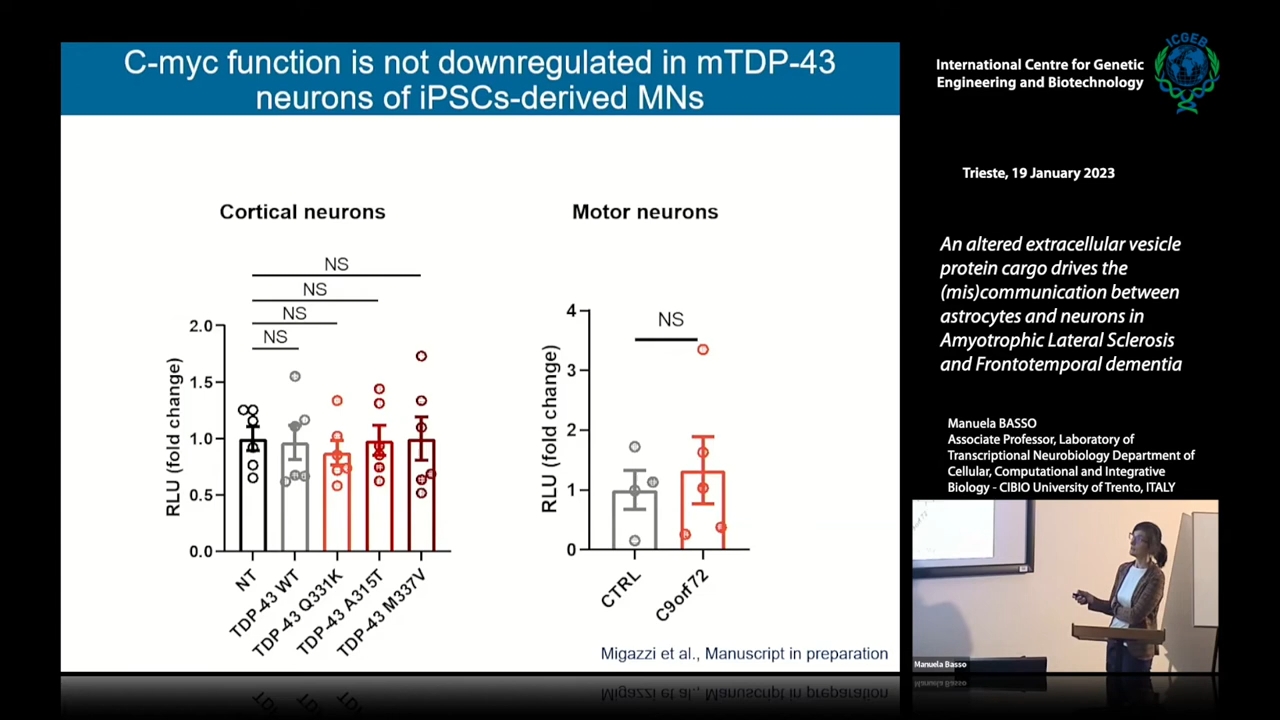 C-myc function is not downregulated in mTDP-43
neurons of iPSCs-derived MNs
Cortical neurons
NS
NS
NS
NS
RLU (fold change)
2.0
1.5
1.0
0.5
0.0
NT
TDP-43 WT
TDP-43 Q331K
TDP-43 A315T
TDP-43 M337V
Motor neurons
NS
RLU (fold change)
4
3
2
1
0
CTRL
C9orf72
Migazzi et al., Manuscript in preparation
International Centre for Genetic
Engineering and Biotechnology
ICGEB
Trieste, 19 January 2023
An altered extracellular vesicle
protein cargo drives the
(mis)communication between
astrocytes and neurons in
Amyotrophic Lateral Sclerosis
and Frontotemporal dementia
Manuela BASSO
Associate Professor, Laboratory of
Transcriptional Neurobiology Department of
Cellular, Computational and Integrative
Biology - CIBIO University of Trento, ITALY
Manuela Basso